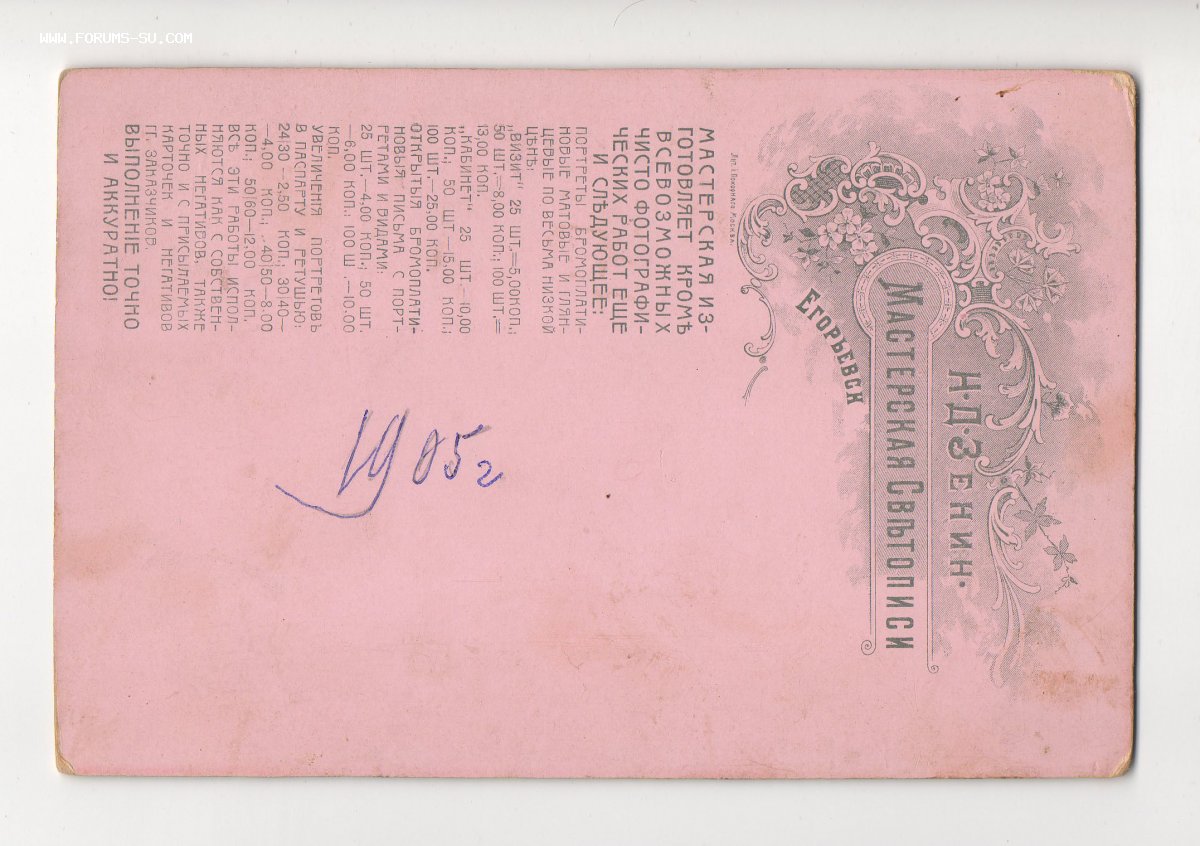 WWW.FORUMS-SU.COM
Н.Д.Зенин.
Мастерская Свѣтописи
Егорьевск
МАСТЕРСКАЯ ИЗ-
ГОТОВЛЯЕТ КРОМѢ
ВСЕВОЗМОЖНЫХ
ЧИСТО ФОТОГРАФИ-
ЧЕСКИХ РАБОТ ЕЩЕ
И СЛѢДУЮЩЕЕ:
ПОРТРЕТЫ БРОМОПЛАТИ-
НОВЫЕ МАТОВЫЕ И ГЛЯН-
ЦЕВЫЕ ПО ВЕСЬМА НИЗКОЙ
ЦѢНѢ:
„ВИЗИТ" 25 ШТ.=5,00КОП.;
50 ШТ.—8,00 КОП.; 100 ШТ.=
13,00 КОП.
„КАБИНЕТ" 25 ШТ.—10,00
КОП., 50 ШТ.—15.00 КОП.;
100 ШТ.—25,00 КОП.
ОТКРЫТЫЯ БРОМОПЛАТИ-
НОВЫЯ ПИСЬМА С ПОРТ-
РЕТАМИ И ВИДАМИ:
25 ШТ.—4,00 КОП.; 50 ШТ.
—6,00 КОП.; 100 Ш.—10.00
КОП.
УВЕЛИЧЕНИЯ ПОРТРЕТОВЪ
В ПАСПАРТУ И РЕТУШЬЮ:
24|30—2,50 КОП.; 30|40—
—4,00 КОП.; 40|50—8.00
КОП.; 50|60—12.00 КОП.
ВСѢ ЭТИ РАБОТЫ ИСПОЛ-
НЯЮТСЯ КАК С СОБСТВЕН-
НЫХ НЕГАТИВОВ, ТАКЖЕ
ТОЧНО И С ПРИСЫЛАЕМЫХ
КАРТОЧЕК И НЕГАТИВОВ
ГГ. ЗАКАЗЧИКОВ.
ВЫПОЛНЕНІЕ ТОЧНО
И АККУРАТНО!
1905г